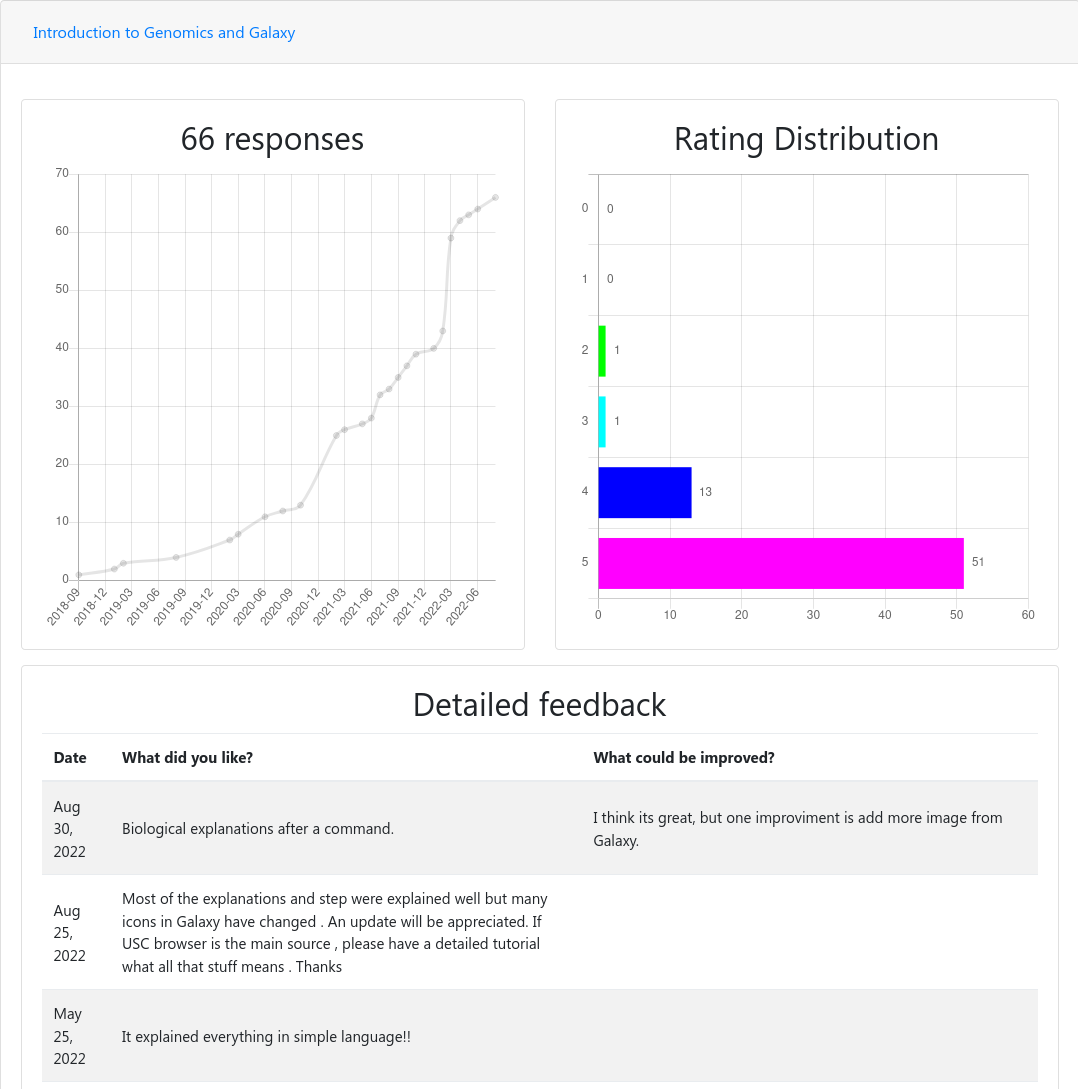 Introduction to Genomics and Galaxy
66 responses
70
60
50
40
30
20
10
0
2018-09
2018-12
2019-03
2019-06
2019-09
2019-12
2020-03
2020-06
2020-09
2020-12
2021-03
2021-06
2021-09
2021-12
2022-03
2022-06
Rating Distribution
0
0
1
0
2
1
3
1
4
13
5
51
0
10
20
30
40
50
60
Detailed feedback
Date
What did you like?
What could be improved?
Aug
30,
2022
Biological explanations after a command.
I think its great, but one improviment is add more image from
Galaxy.
Aug
25,
2022
Most of the explanations and step were explained well but many
icons in Galaxy have changed . An update will be appreciated. If
USC browser is the main source , please have a detailed tutorial
what all that stuff means . Thanks
May
25,
2022
It explained everything in simple language!!